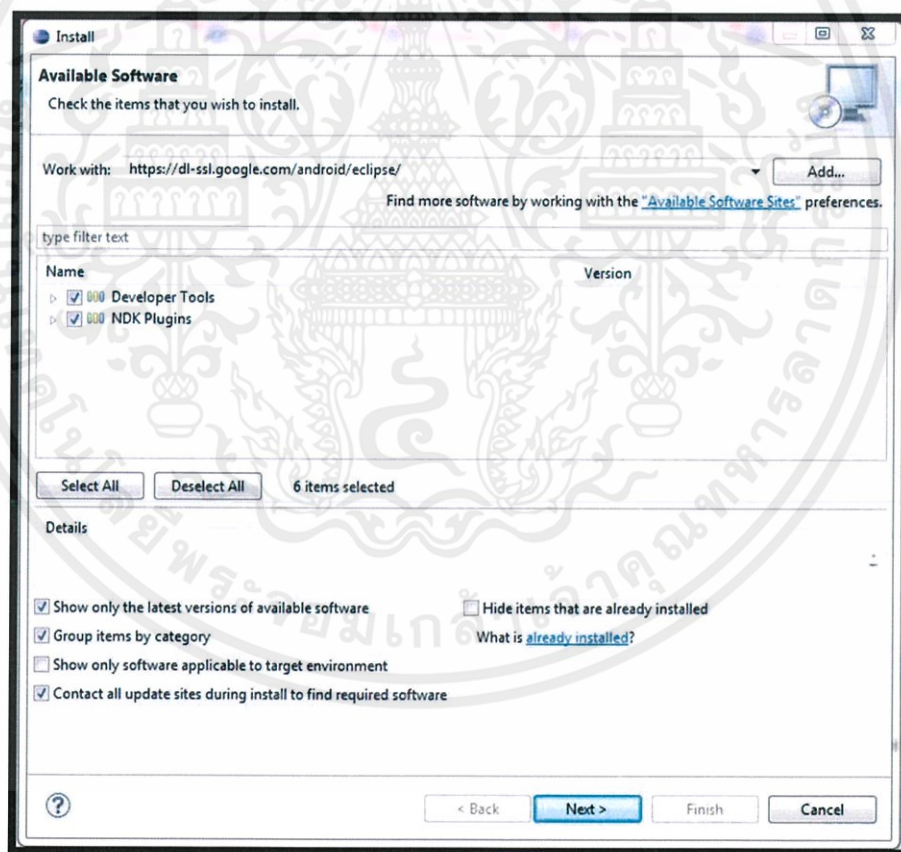 Install
Available Software
Check the items that you wish to install.
Work with: https://dl-ssl.google.com/android/eclipse/ Add...
Find more software by working with the "Available Software Sites" preferences.
type filter text
Name Version
Developer Tools
NDK Plugins
Select All Deselect All 6 items selected
Details
Show only the latest versions of available software Hide items that are already installed
Group items by category What is already installed?
Show only software applicable to target environment
Contact all update sites during install to find required software
? < Back Next > Finish Cancel